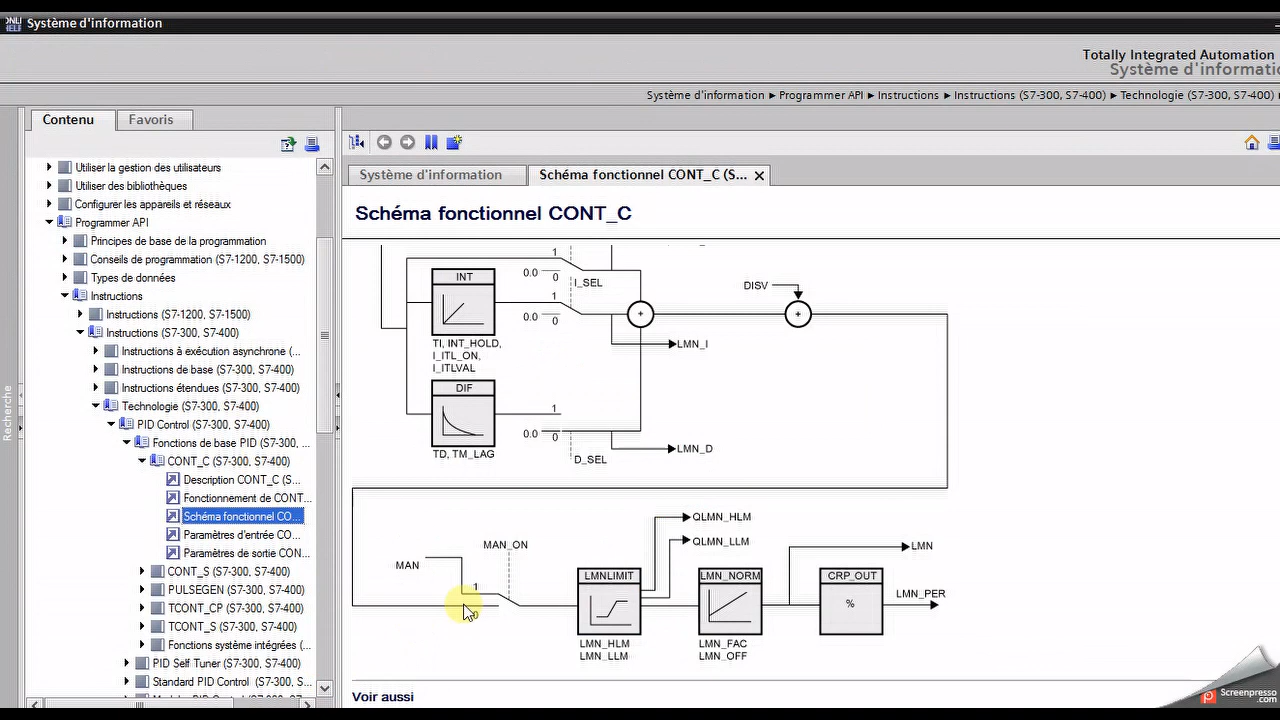 Système d'information
Totally Integrated Automation
Système d'informatio
Système d'information ► Programmer API ► Instructions ► Instructions (S7-300, S7-400) ► Technologie (S7-300, S7-400)
Contenu
Favoris
Recherche
Utiliser la gestion des utilisateurs
Utiliser des bibliothèques
Configurer les appareils et réseaux
Programmer API
Principes de base de la programmation
Conseils de programmation (S7-1200, S7-1500)
Types de données
Instructions
Instructions (S7-1200, S7-1500)
Instructions (S7-300, S7-400)
Instructions à exécution asynchrone (...
Instructions de base (S7-300, S7-400)
Instructions étendues (S7-300, S7-400)
Technologie (S7-300, S7-400)
PID Control (S7-300, S7-400)
Fonctions de base PID (S7-300, ...
CONT_C (S7-300, S7-400)
Description CONT_C (S...
Fonctionnement de CONT...
Schéma fonctionnel CO...
Paramètres d'entrée CO...
Paramètres de sortie CON...
CONT_S (S7-300, S7-400)
PULSEGEN (S7-300, S7-400)
TCONT_CP (S7-300, S7-400)
TCONT_S (S7-300, S7-400)
Fonctions système intégrées (...
PID Self Tuner (S7-300, S7-400)
Standard PID Control (S7-300, S...
Système d'information
Schéma fonctionnel CONT_C (S...
Schéma fonctionnel CONT_C
1
0.0
0
I_SEL
INT
1
0.0
0
TI, INT_HOLD,
I_ITL_ON,
I_ITLVAL
+
DISV
+
LMN_I
DIF
1
0.0
0
TD, TM_LAG
D_SEL
LMN_D
MAN
MAN_ON
1
0
QLMN_HLM
QLMN_LLM
LMNLIMIT
LMN_HLM
LMN_LLM
LMN_NORM
LMN_FAC
LMN_OFF
LMN
CRP_OUT
%
LMN_PER
Voir aussi
Screenpresso
.com